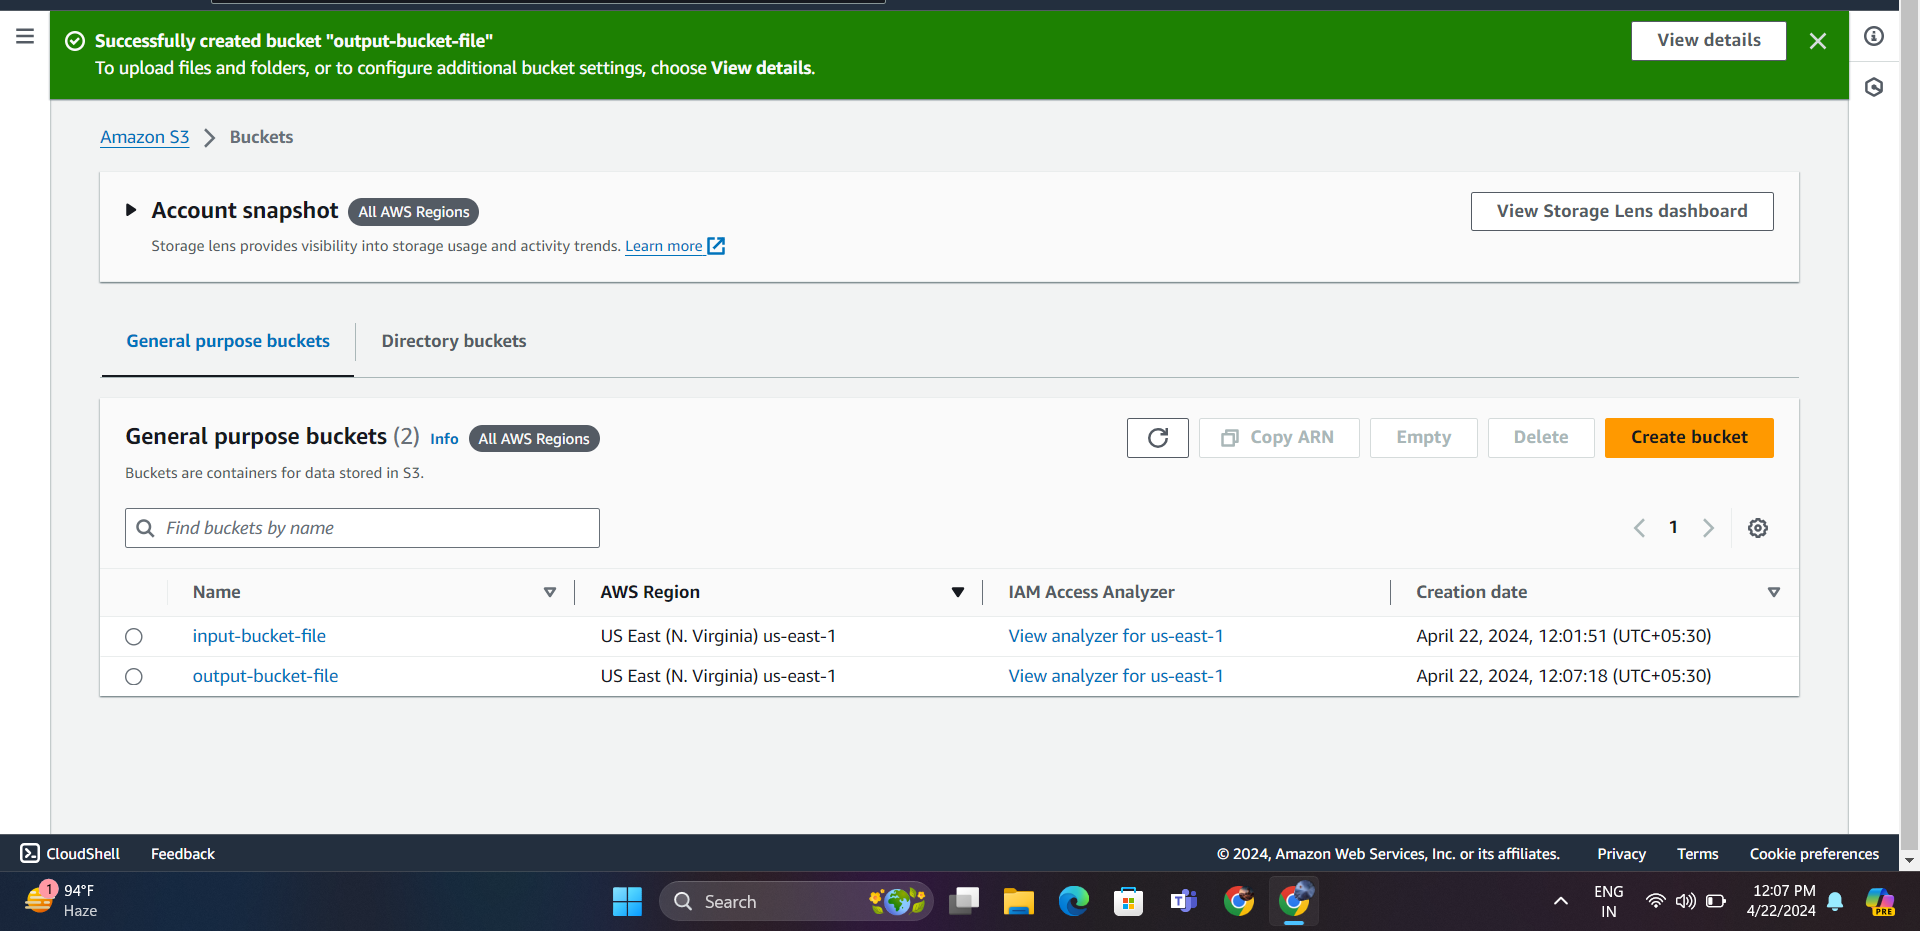 Successfully created bucket "output-bucket-file"
To upload files and folders, or to configure additional bucket settings, choose View details.
View details
Amazon S3 Buckets
Account snapshot All AWS Regions
Storage lens provides visibility into storage usage and activity trends. Learn more
View Storage Lens dashboard
General purpose buckets Directory buckets
General purpose buckets (2) Info All AWS Regions
Buckets are containers for data stored in S3.
Copy ARN Empty Delete Create bucket
Find buckets by name
1
Name AWS Region IAM Access Analyzer Creation date
input-bucket-file US East (N. Virginia) us-east-1 View analyzer for us-east-1 April 22, 2024, 12:01:51 (UTC+05:30)
output-bucket-file US East (N. Virginia) us-east-1 View analyzer for us-east-1 April 22, 2024, 12:07:18 (UTC+05:30)
CloudShell Feedback © 2024, Amazon Web Services, Inc. or its affiliates. Privacy Terms Cookie preferences
1
94°F
Haze
Search
ENG
IN
12:07 PM
4/22/2024
PRE